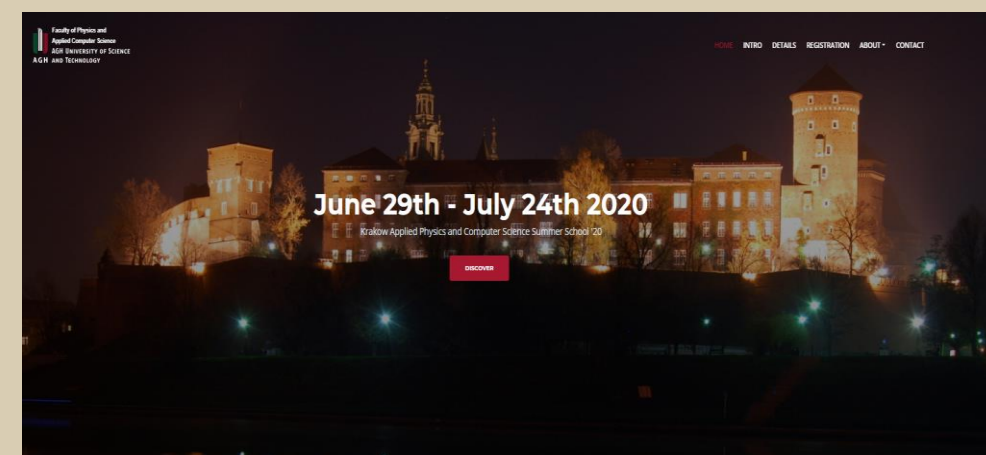 Faculty of Physics and
Applied Computer Science
AGH University of Science
AGH and Technology
HOME INTRO DETAILS REGISTRATION ABOUT CONTACT
June 29th - July 24th 2020
Krakow Applied Physics and Computer Science Summer School '20
DISCOVER